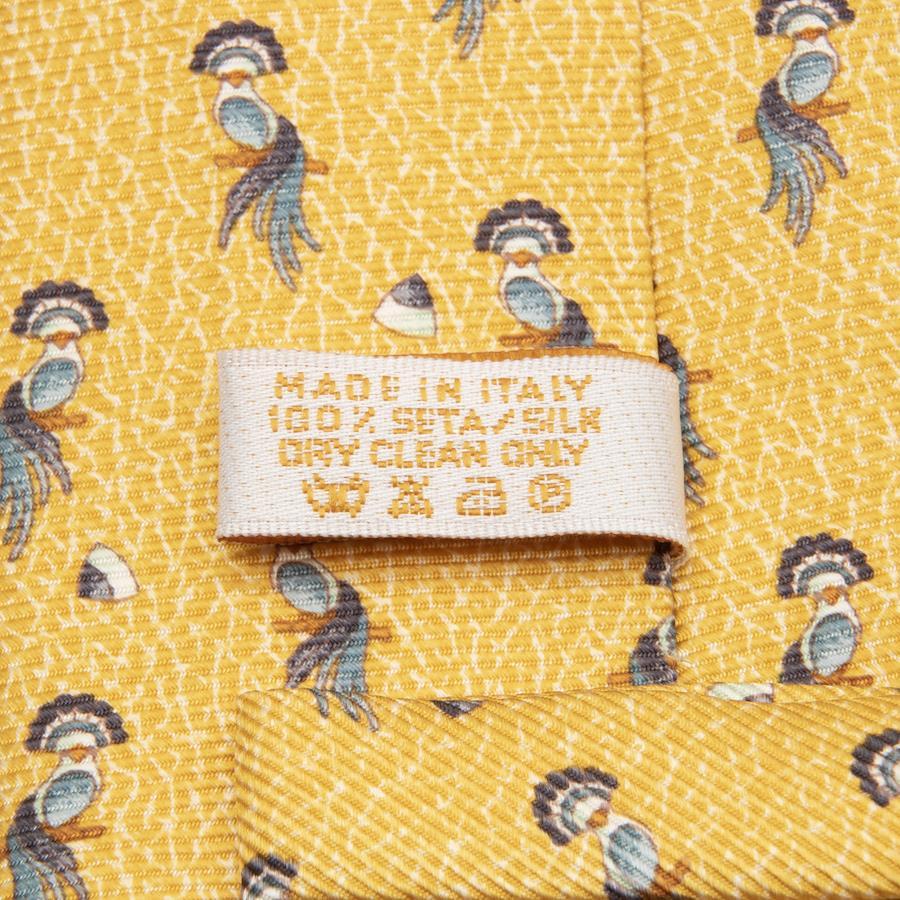 MADE IN ITALY
100% SETA/SILK
DRY CLEAN ONLY
P